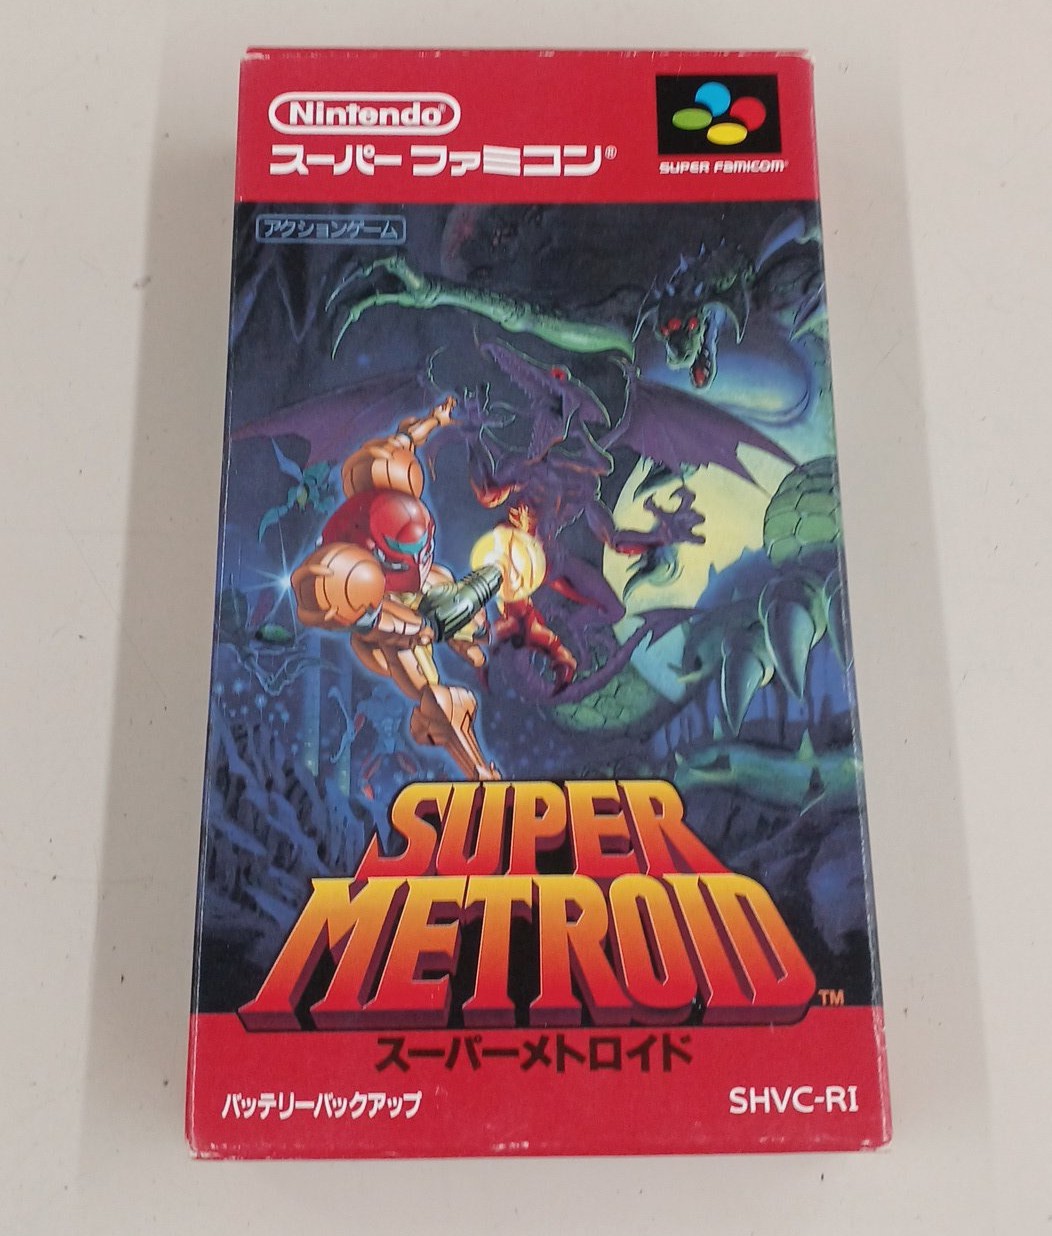 Nintendo®
スーパーファミコン®
SUPER FAMICOM®
アクションゲーム
SUPER
METROID™
スーパーメトロイド
バッテリーバックアップ
SHVC-RI